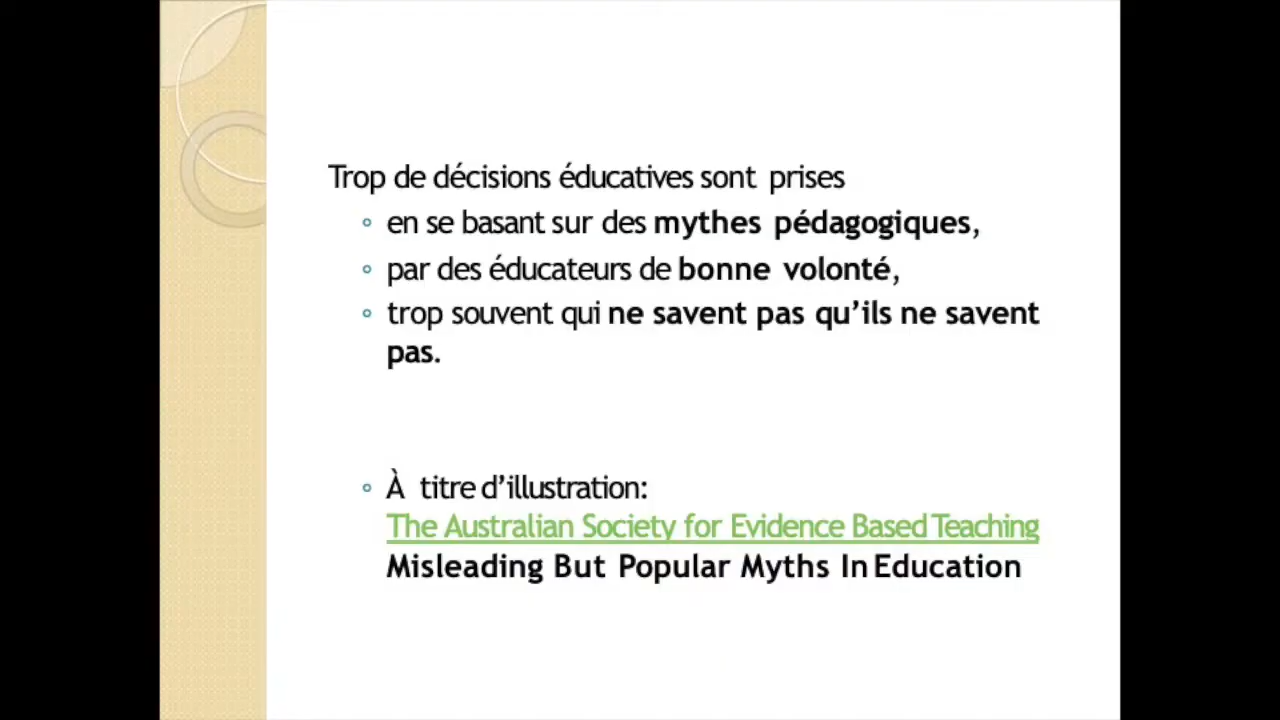 Trop de décisions éducatives sont prises
◦ en se basant sur des mythes pédagogiques,
◦ par des éducateurs de bonne volonté,
◦ trop souvent qui ne savent pas qu’ils ne savent
pas.
◦ À titre d’illustration:
The Australian Society for Evidence Based Teaching
Misleading But Popular Myths In Education